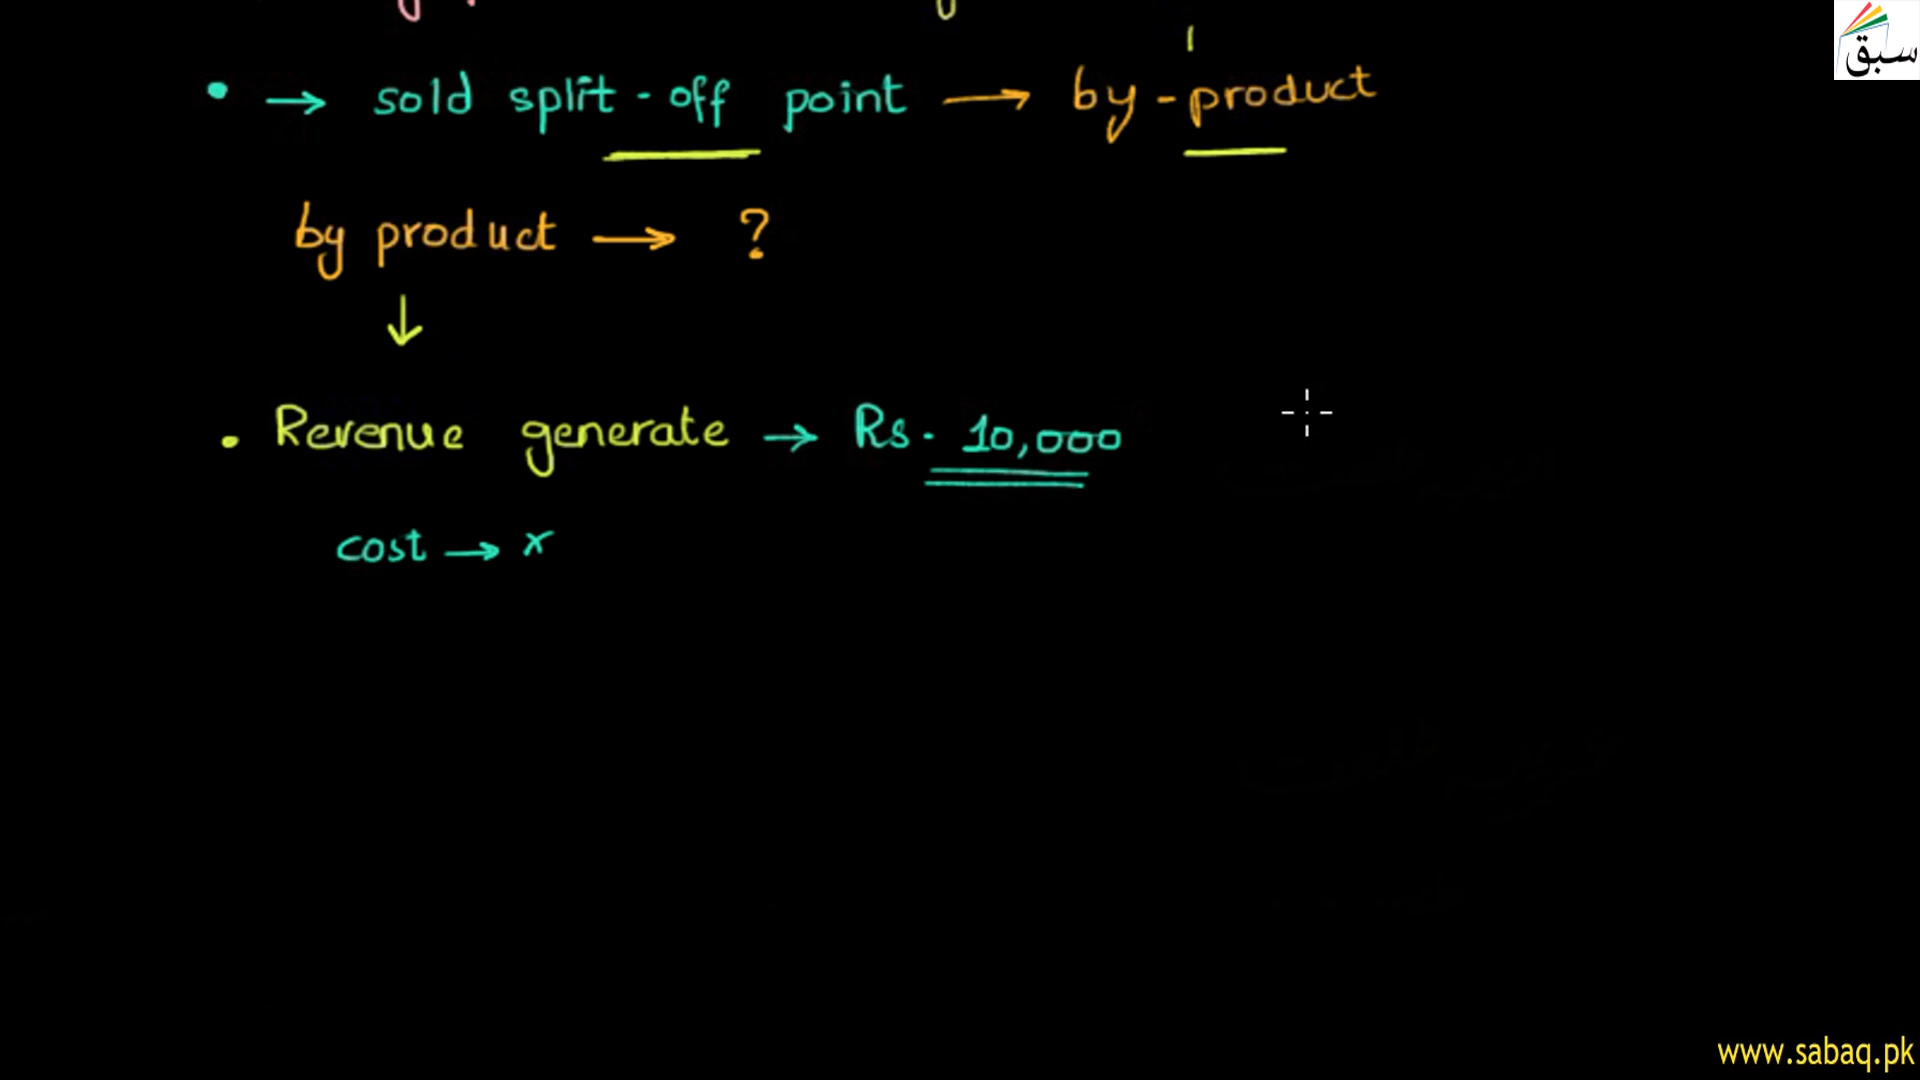 سبق
• → sold split-off point → by-product
by product → ?
↓
• Revenue generate → Rs. 10,000
cost → x
www.sabaq.pk